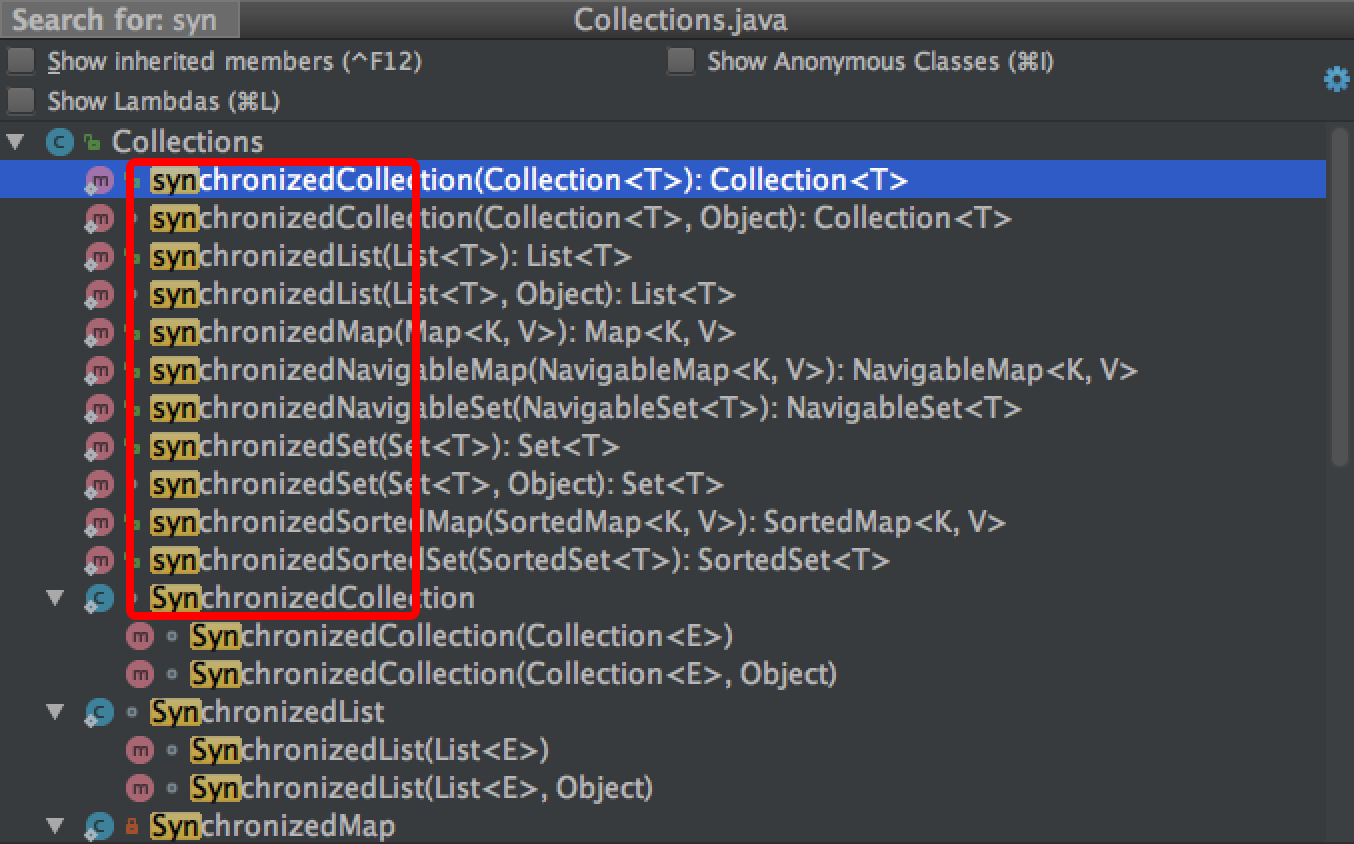 Search for: syn
Collections.java
Show inherited members (^F12)
Show Anonymous Classes (⌘I)
Show Lambdas (⌘L)
Collections
synchronizedCollection(Collection<T>): Collection<T>
synchronizedCollection(Collection<T>, Object): Collection<T>
synchronizedList(List<T>): List<T>
synchronizedList(List<T>, Object): List<T>
synchronizedMap(Map<K, V>): Map<K, V>
synchronizedNavigableMap(NavigableMap<K, V>): NavigableMap<K, V>
synchronizedNavigableSet(NavigableSet<T>): NavigableSet<T>
synchronizedSet(Set<T>): Set<T>
synchronizedSet(Set<T>, Object): Set<T>
synchronizedSortedMap(SortedMap<K, V>): SortedMap<K, V>
synchronizedSortedSet(SortedSet<T>): SortedSet<T>
SynchronizedCollection
SynchronizedCollection(Collection<E>)
SynchronizedCollection(Collection<E>, Object)
SynchronizedList
SynchronizedList(List<E>)
SynchronizedList(List<E>, Object)
SynchronizedMap